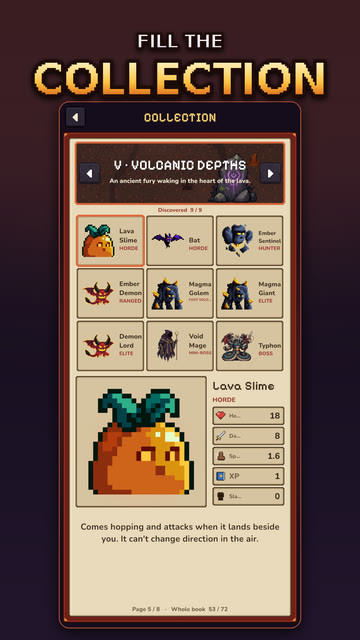 FILL THE
COLLECTION
COLLECTION
V · VOLCANIC DEPTHS
An ancient fury waking in the heart of the lava.
Discovered 9 / 9
Lava Slime
HORDE
Bat
HORDE
Ember Sentinel
HUNTER
Ember Demon
RANGED
Magma Golem
Magma Giant
ELITE
Demon Lord
ELITE
Void Mage
MINI-BOSS
Typhon
BOSS
Lava Slime
HORDE
He... 18
Da... 8
Sp... 1.6
XP 1
Sla... 0
Comes hopping and attacks when it lands beside
you. It can't change direction in the air.
Page 5 / 8 · Whole book 53 / 72